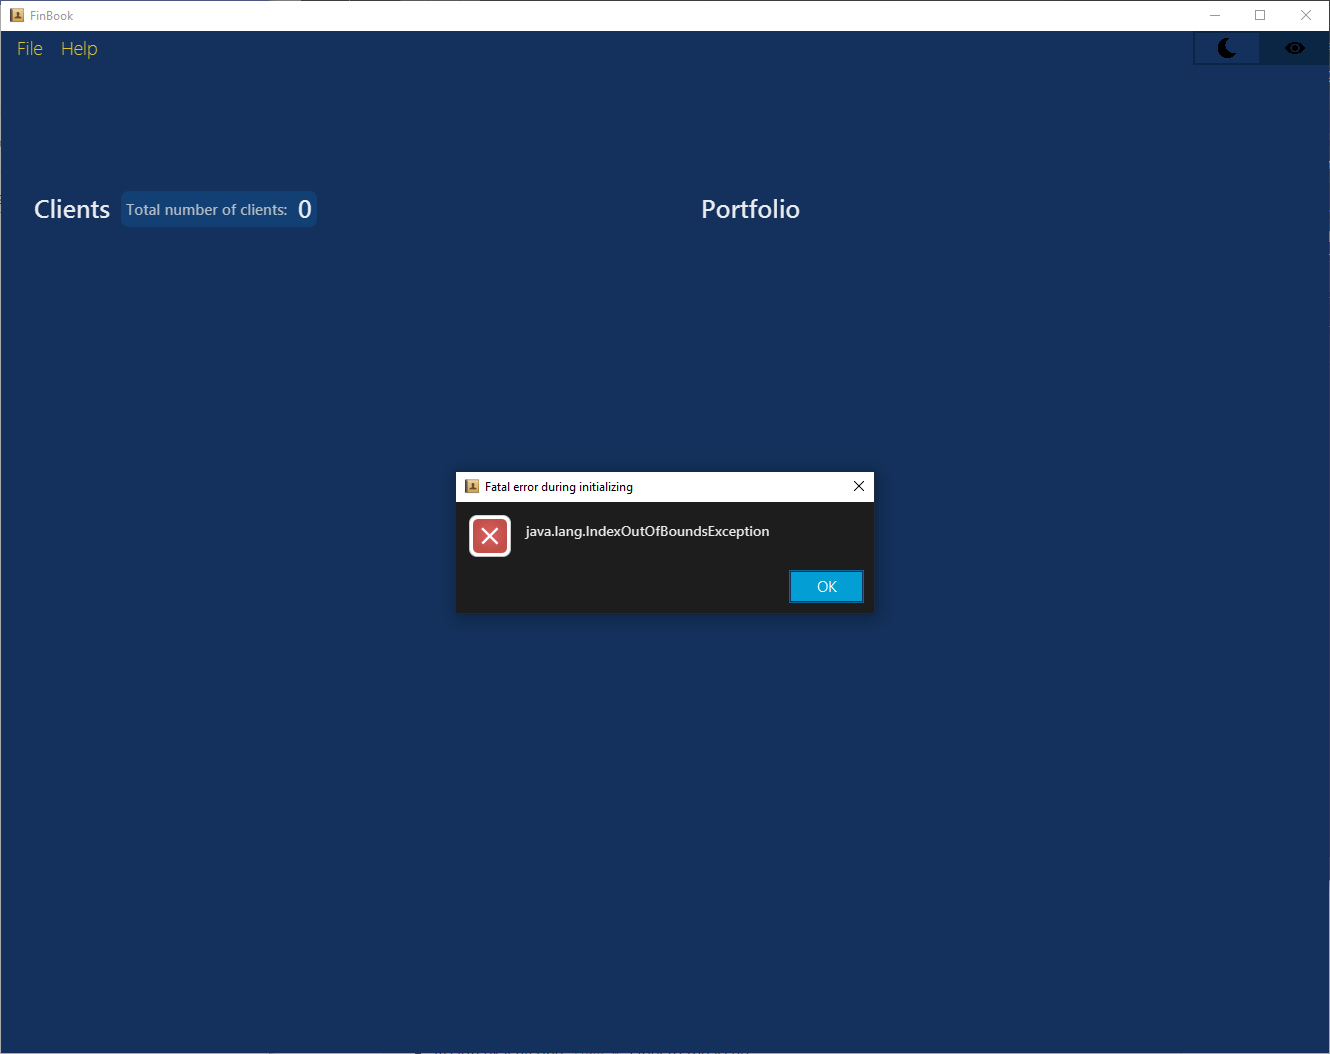 FinBook
File Help
Clients Total number of clients: 0
Portfolio
Fatal error during initializing
java.lang.IndexOutOfBoundsException
OK